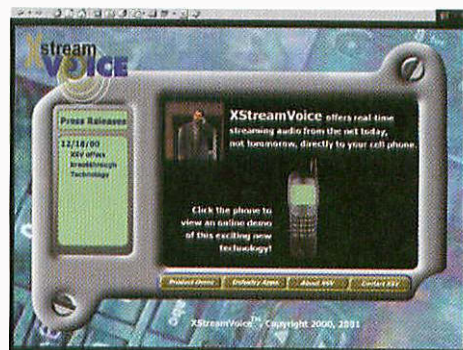 Xstream
VOICE
Press Releases
12/18/00
XSV offers
breakthrough
Technology
XStreamVoice offers real-time
streaming audio from the net today,
not tomorrow, directly to your cell phone.
Click the phone to
view an online demo
of this exciting new
technology!
Product Demo
Industry Apps
About XSV
Contact XSV
XStreamVoice™, Copyright 2000, 2001